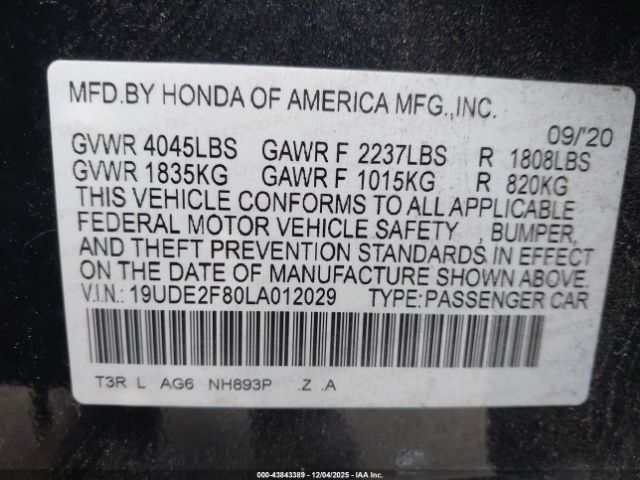 MFD.BY HONDA OF AMERICA MFG.,INC.
09/'20
GVWR 4045LBS GAWR F 2237LBS R 1808LBS
GVWR 1835KG GAWR F 1015KG R 820KG
THIS VEHICLE CONFORMS TO ALL APPLICABLE
FEDERAL MOTOR VEHICLE SAFETY , BUMPER,
AND THEFT PREVENTION STANDARDS IN EFFECT
ON THE DATE OF MANUFACTURE SHOWN ABOVE.
V.I.N.: 19UDE2F80LA012029 TYPE:PASSENGER CAR
T3R L AG6 NH893P .Z .A
000-43843389 - 12/04/2025 - IAAI.COM